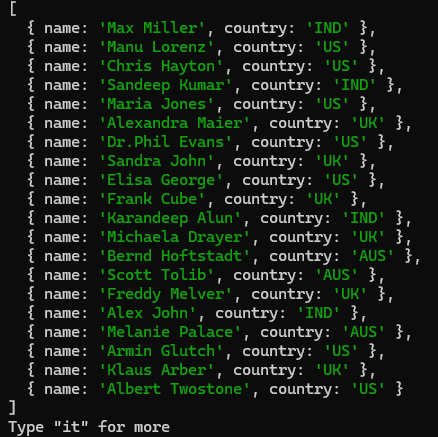 [
  { name: 'Max Miller', country: 'IND' },
  { name: 'Manu Lorenz', country: 'US' },
  { name: 'Chris Hayton', country: 'US' },
  { name: 'Sandeep Kumar', country: 'IND' },
  { name: 'Maria Jones', country: 'US' },
  { name: 'Alexandra Maier', country: 'UK' },
  { name: 'Dr.Phil Evans', country: 'US' },
  { name: 'Sandra John', country: 'UK' },
  { name: 'Elisa George', country: 'US' },
  { name: 'Frank Cube', country: 'UK' },
  { name: 'Karandeep Alun', country: 'IND' },
  { name: 'Michaela Drayer', country: 'UK' },
  { name: 'Bernd Hoftstadt', country: 'AUS' },
  { name: 'Scott Tolib', country: 'AUS' },
  { name: 'Freddy Melver', country: 'UK' },
  { name: 'Alex John', country: 'IND' },
  { name: 'Melanie Palace', country: 'AUS' },
  { name: 'Armin Glutch', country: 'US' },
  { name: 'Klaus Arber', country: 'UK' },
  { name: 'Albert Twostone', country: 'US' }
]
Type "it" for more